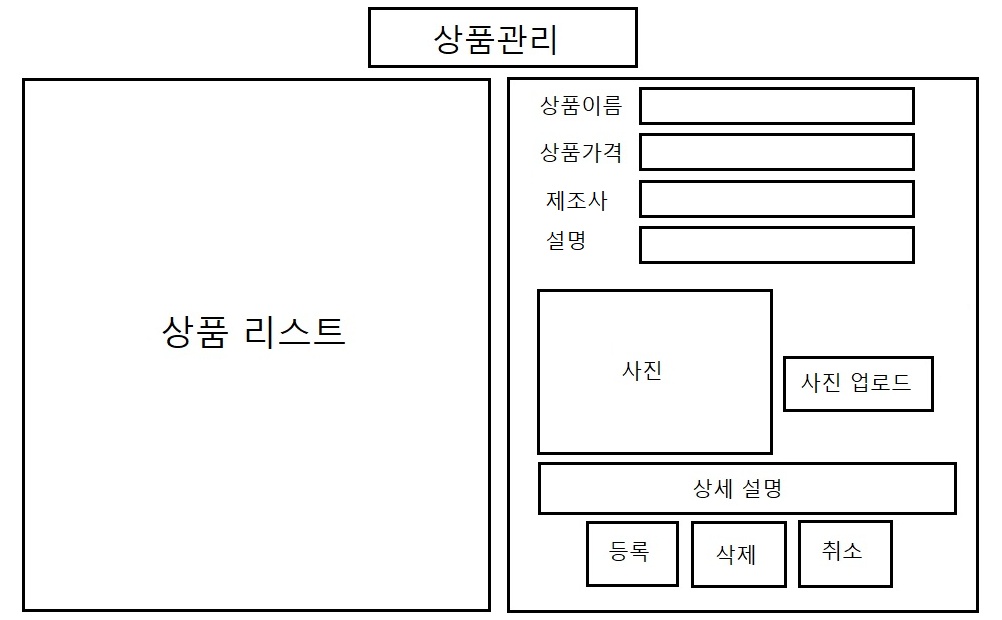 상품관리
상품 리스트
상품이름
상품가격
제조사
설명
사진
사진 업로드
상세 설명
등록
삭제
취소